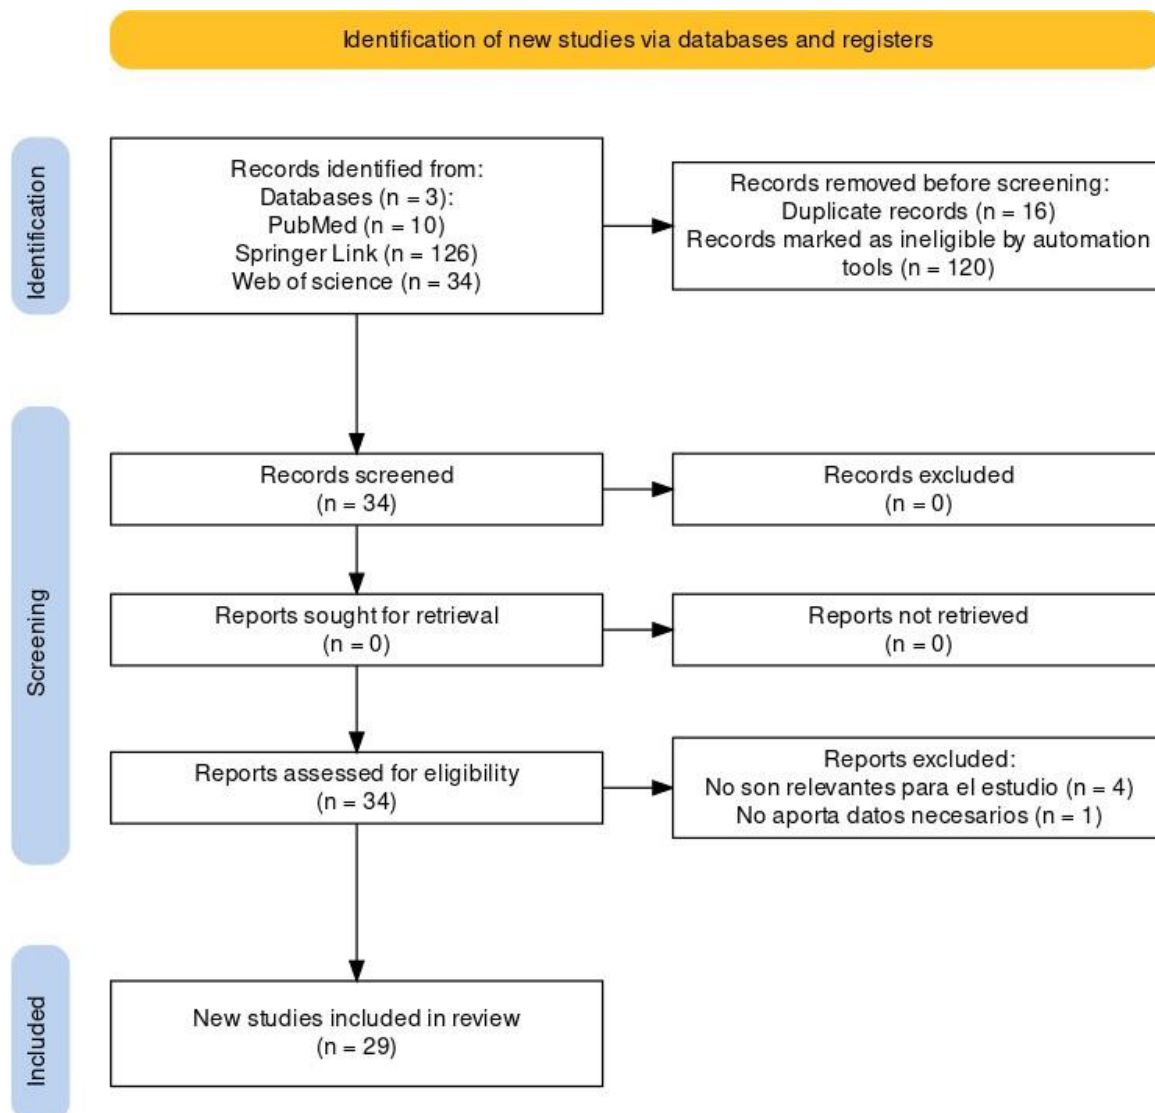 Identification of new studies via databases and registers
Identification
Records identified from:
Databases (n = 3):
PubMed (n = 10)
Springer Link (n = 126)
Web of science (n = 34)
Records removed before screening:
Duplicate records (n = 16)
Records marked as ineligible by automation
tools (n = 120)
Screening
Records screened
(n = 34)
Records excluded
(n = 0)
Reports sought for retrieval
(n = 0)
Reports not retrieved
(n = 0)
Reports assessed for eligibility
(n = 34)
Reports excluded:
No son relevantes para el estudio (n = 4)
No aporta datos necesarios (n = 1)
Included
New studies included in review
(n = 29)